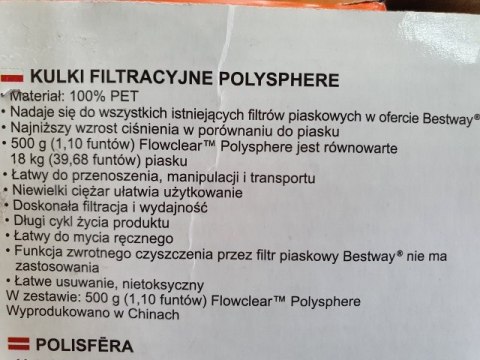 KULKI FILTRACYJNE POLYSPHERE
• Materiał: 100% PET
• Nadaje się do wszystkich istniejących filtrów piaskowych w ofercie Bestway®
• Najniższy wzrost ciśnienia w porównaniu do piasku
• 500 g (1,10 funtów) Flowclear™ Polysphere jest równowarte
18 kg (39,68 funtów) piasku
• Łatwy do przenoszenia, manipulacji i transportu
• Niewielki ciężar ułatwia użytkowanie
• Doskonała filtracja i wydajność
• Długi cykl życia produktu
• Łatwy do mycia ręcznego
• Funkcja zwrotnego czyszczenia przez filtr piaskowy Bestway® nie ma
zastosowania
• Łatwe usuwanie, nietoksyczny
W zestawie: 500 g (1,10 funtów) Flowclear™ Polysphere
Wyprodukowano w Chinach
POLISFĒRA